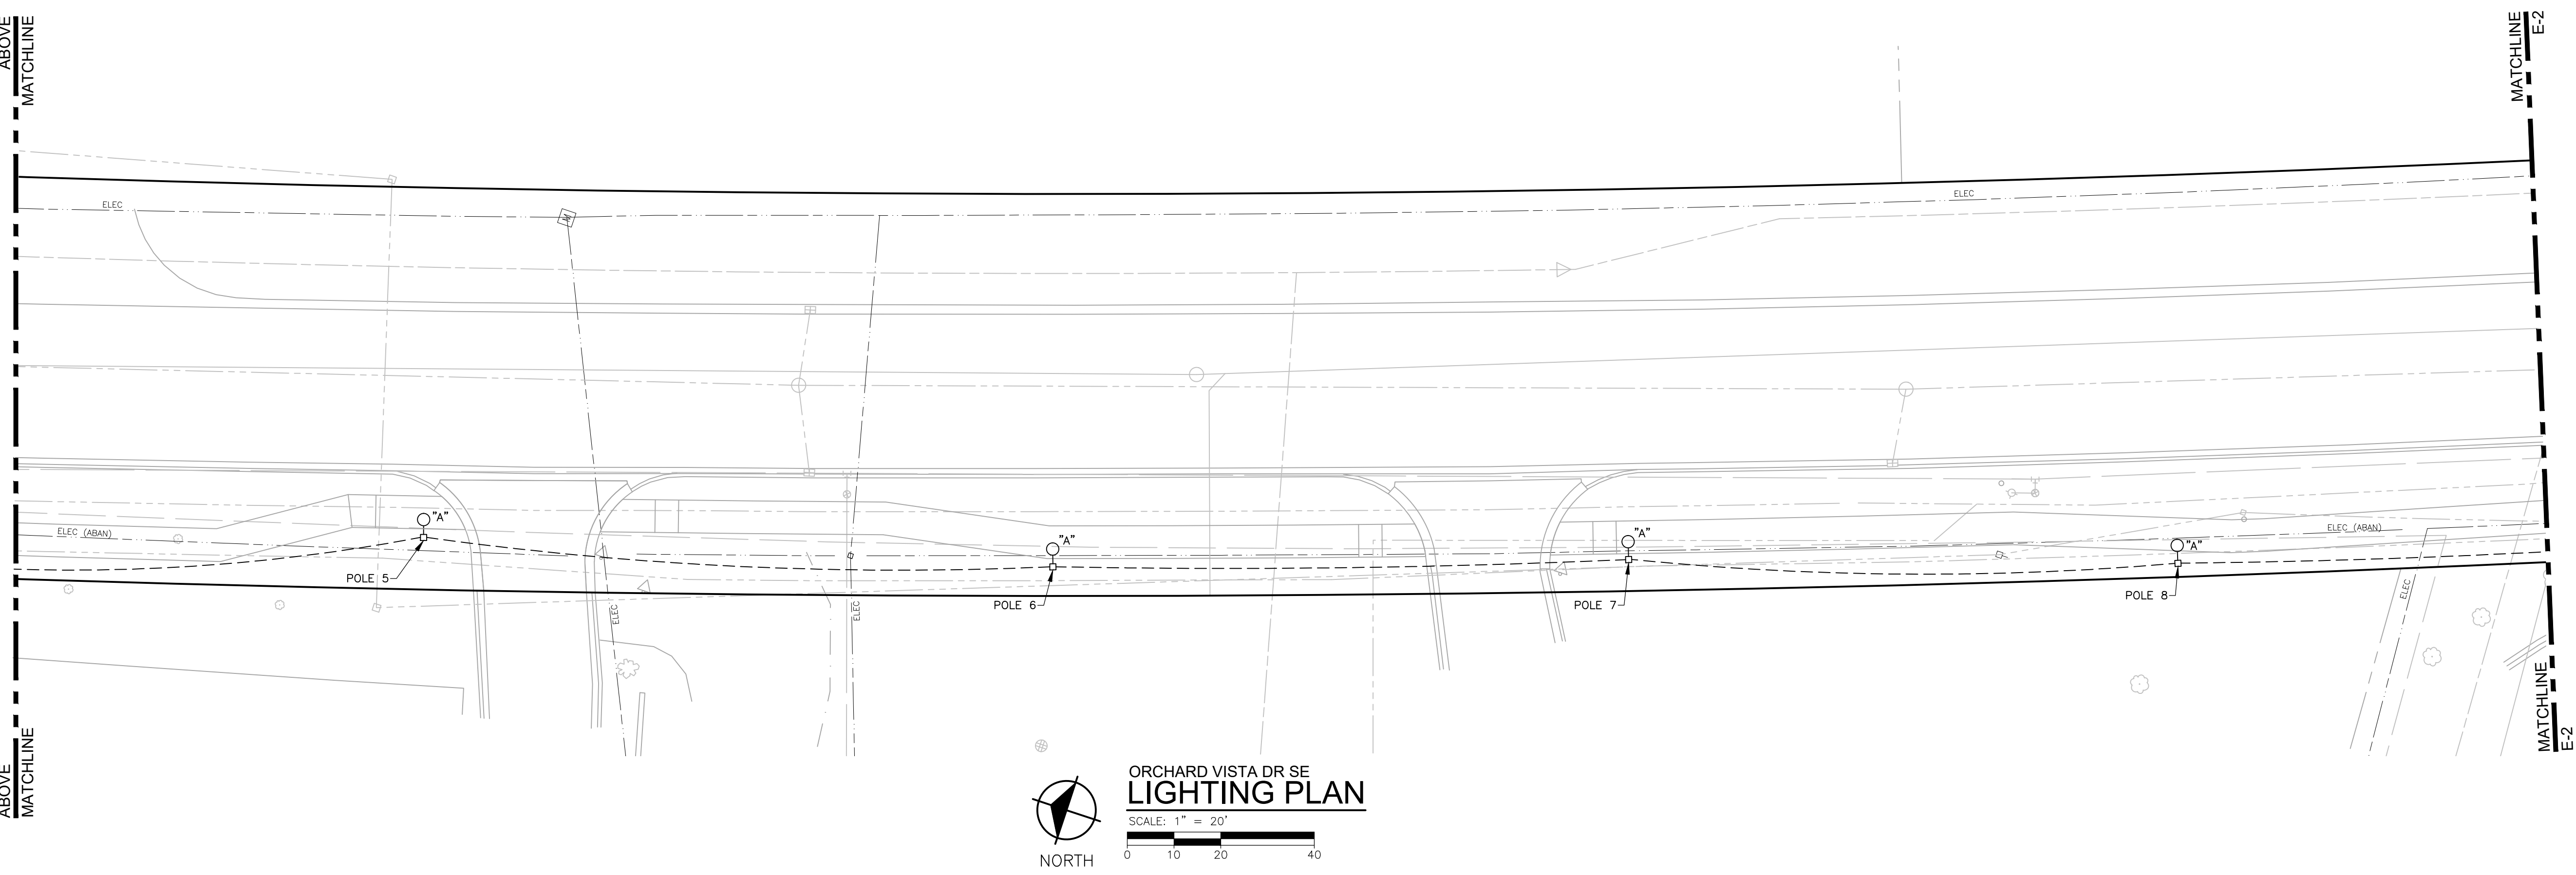 ABOVE
MATCHLINE
MATCHLINE
E-2
ELEC
M
ELEC
ELEC (ABAN)
"A"
POLE 5
ELEC
ELEC
"A"
POLE 6
"A"
POLE 7
"A"
POLE 8
ELEC (ABAN)
ELEC
ABOVE
MATCHLINE
MATCHLINE
E-2
NORTH
ORCHARD VISTA DR SE
LIGHTING PLAN
SCALE: 1" = 20'
0 10 20 40